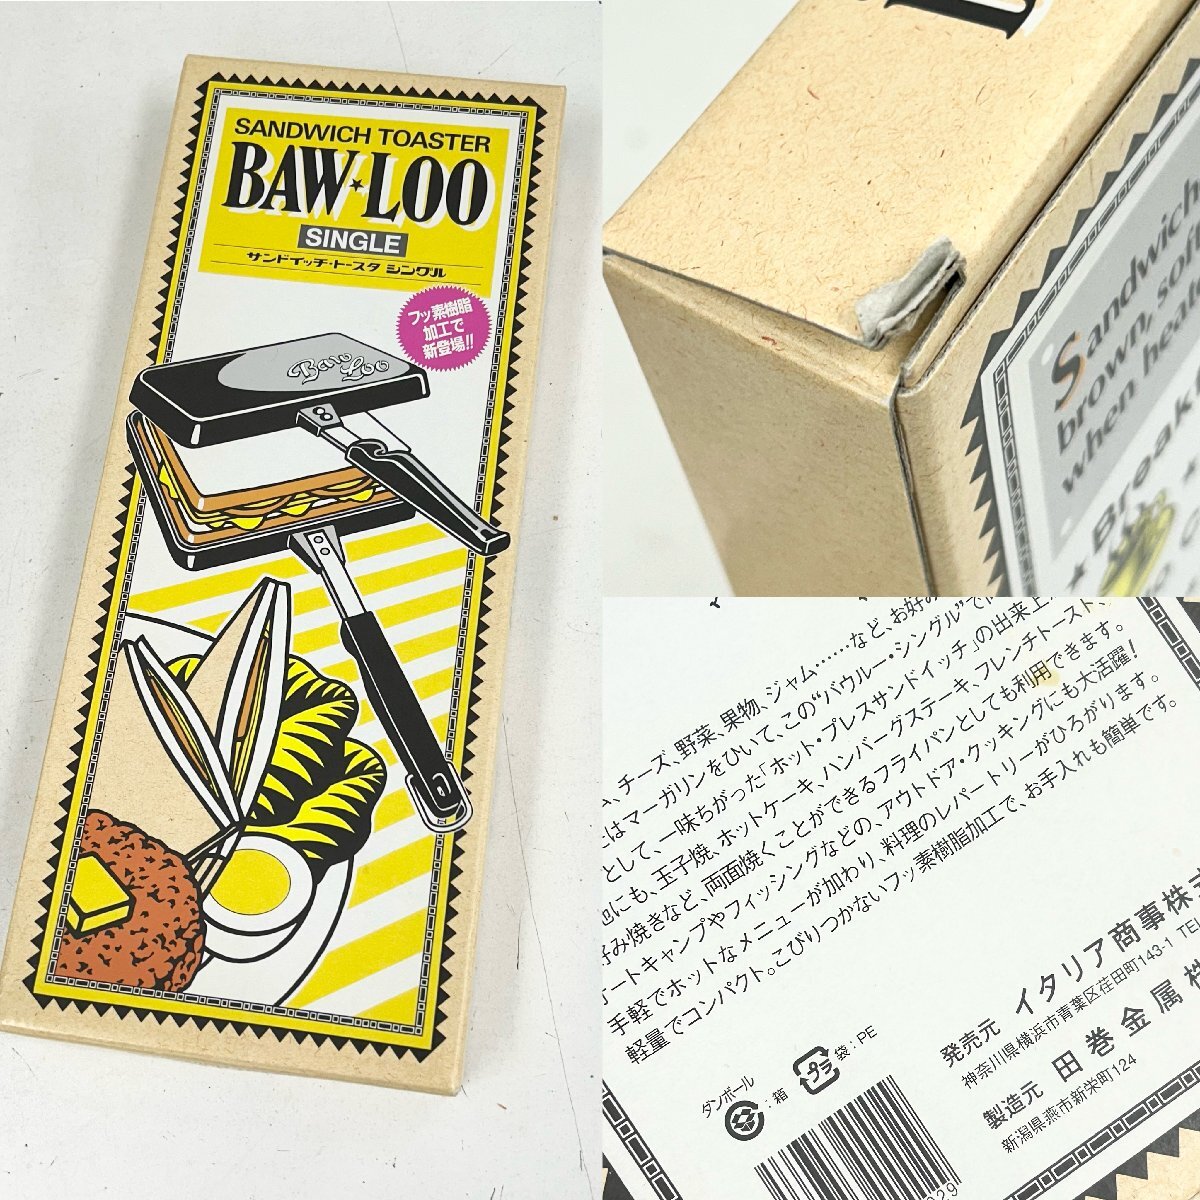 SANDWICH TOASTER
BAW★LOO
SINGLE
サンドイッチ・トースタ シングル
フッ素樹脂
加工で
新登場!!
Baw Loo
Sandwich
brown, soft
when heate
Break
チーズ、野菜、果物、ジャム……など、お好み
はマーガリンをひいて、この“バウルー・シングル”で
として、一味ちがった「ホット・プレスサンドイッチ」の出来上
にも、玉子焼、ホットケーキ、ハンバーグステーキ、フレンチトースト、
好み焼きなど、両面焼くことができるフライパンとしても利用できます。
ートキャンプやフィッシングなどの、アウトドア・クッキングにも大活躍!
手軽でホットなメニューが加わり、料理のレパートリーがひろがります。
軽量でコンパクト。こびりつかないフッ素樹脂加工で、お手入れも簡単です。
発売元 イタリア商事株式
神奈川県横浜市青葉区荏田町143-1 TEL
製造元 田巻金属株
新潟県燕市新栄町124
ダンボール
:箱
プラ
袋:PE
029